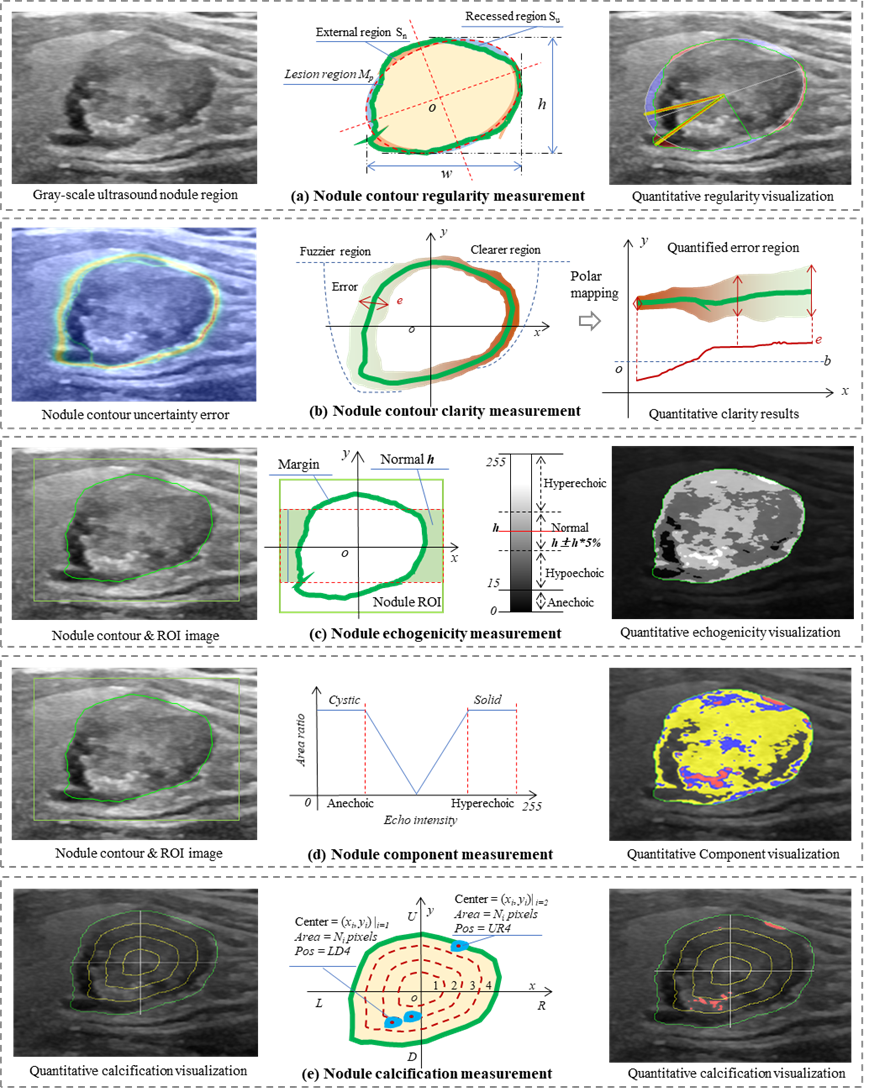 External region Sn
Recessed region Su
Lesion region Mp
o
h
w
Gray-scale ultrasound nodule region
(a) Nodule contour regularity measurement
Quantitative regularity visualization
Fuzzier region
y
Clearer region
Error
e
o
x
Polar
mapping
y
Quantified error region
e
o
b
x
Nodule contour uncertainty error
(b) Nodule contour clarity measurement
Quantitative clarity results
Margin
y
Normal h
o
x
Nodule ROI
255
Hyperechoic
h
Normal
h±h*5%
Hypoechoic
15
Anechoic
0
Nodule contour & ROI image
(c) Nodule echogenicity measurement
Quantitative echogenicity visualization
Area ratio
Cystic
Solid
0
Anechoic
Hyperechoic
255
Echo intensity
Nodule contour & ROI image
(d) Nodule component measurement
Quantitative Component visualization
Center = (xi, yi)|i=1
Area = Ni pixels
Pos = LD4
U
y
Center = (xi, yi)|i=2
Area = Ni pixels
Pos = UR4
1 2 3 4
o
x
L
R
D
Quantitative calcification visualization
(e) Nodule calcification measurement
Quantitative calcification visualization